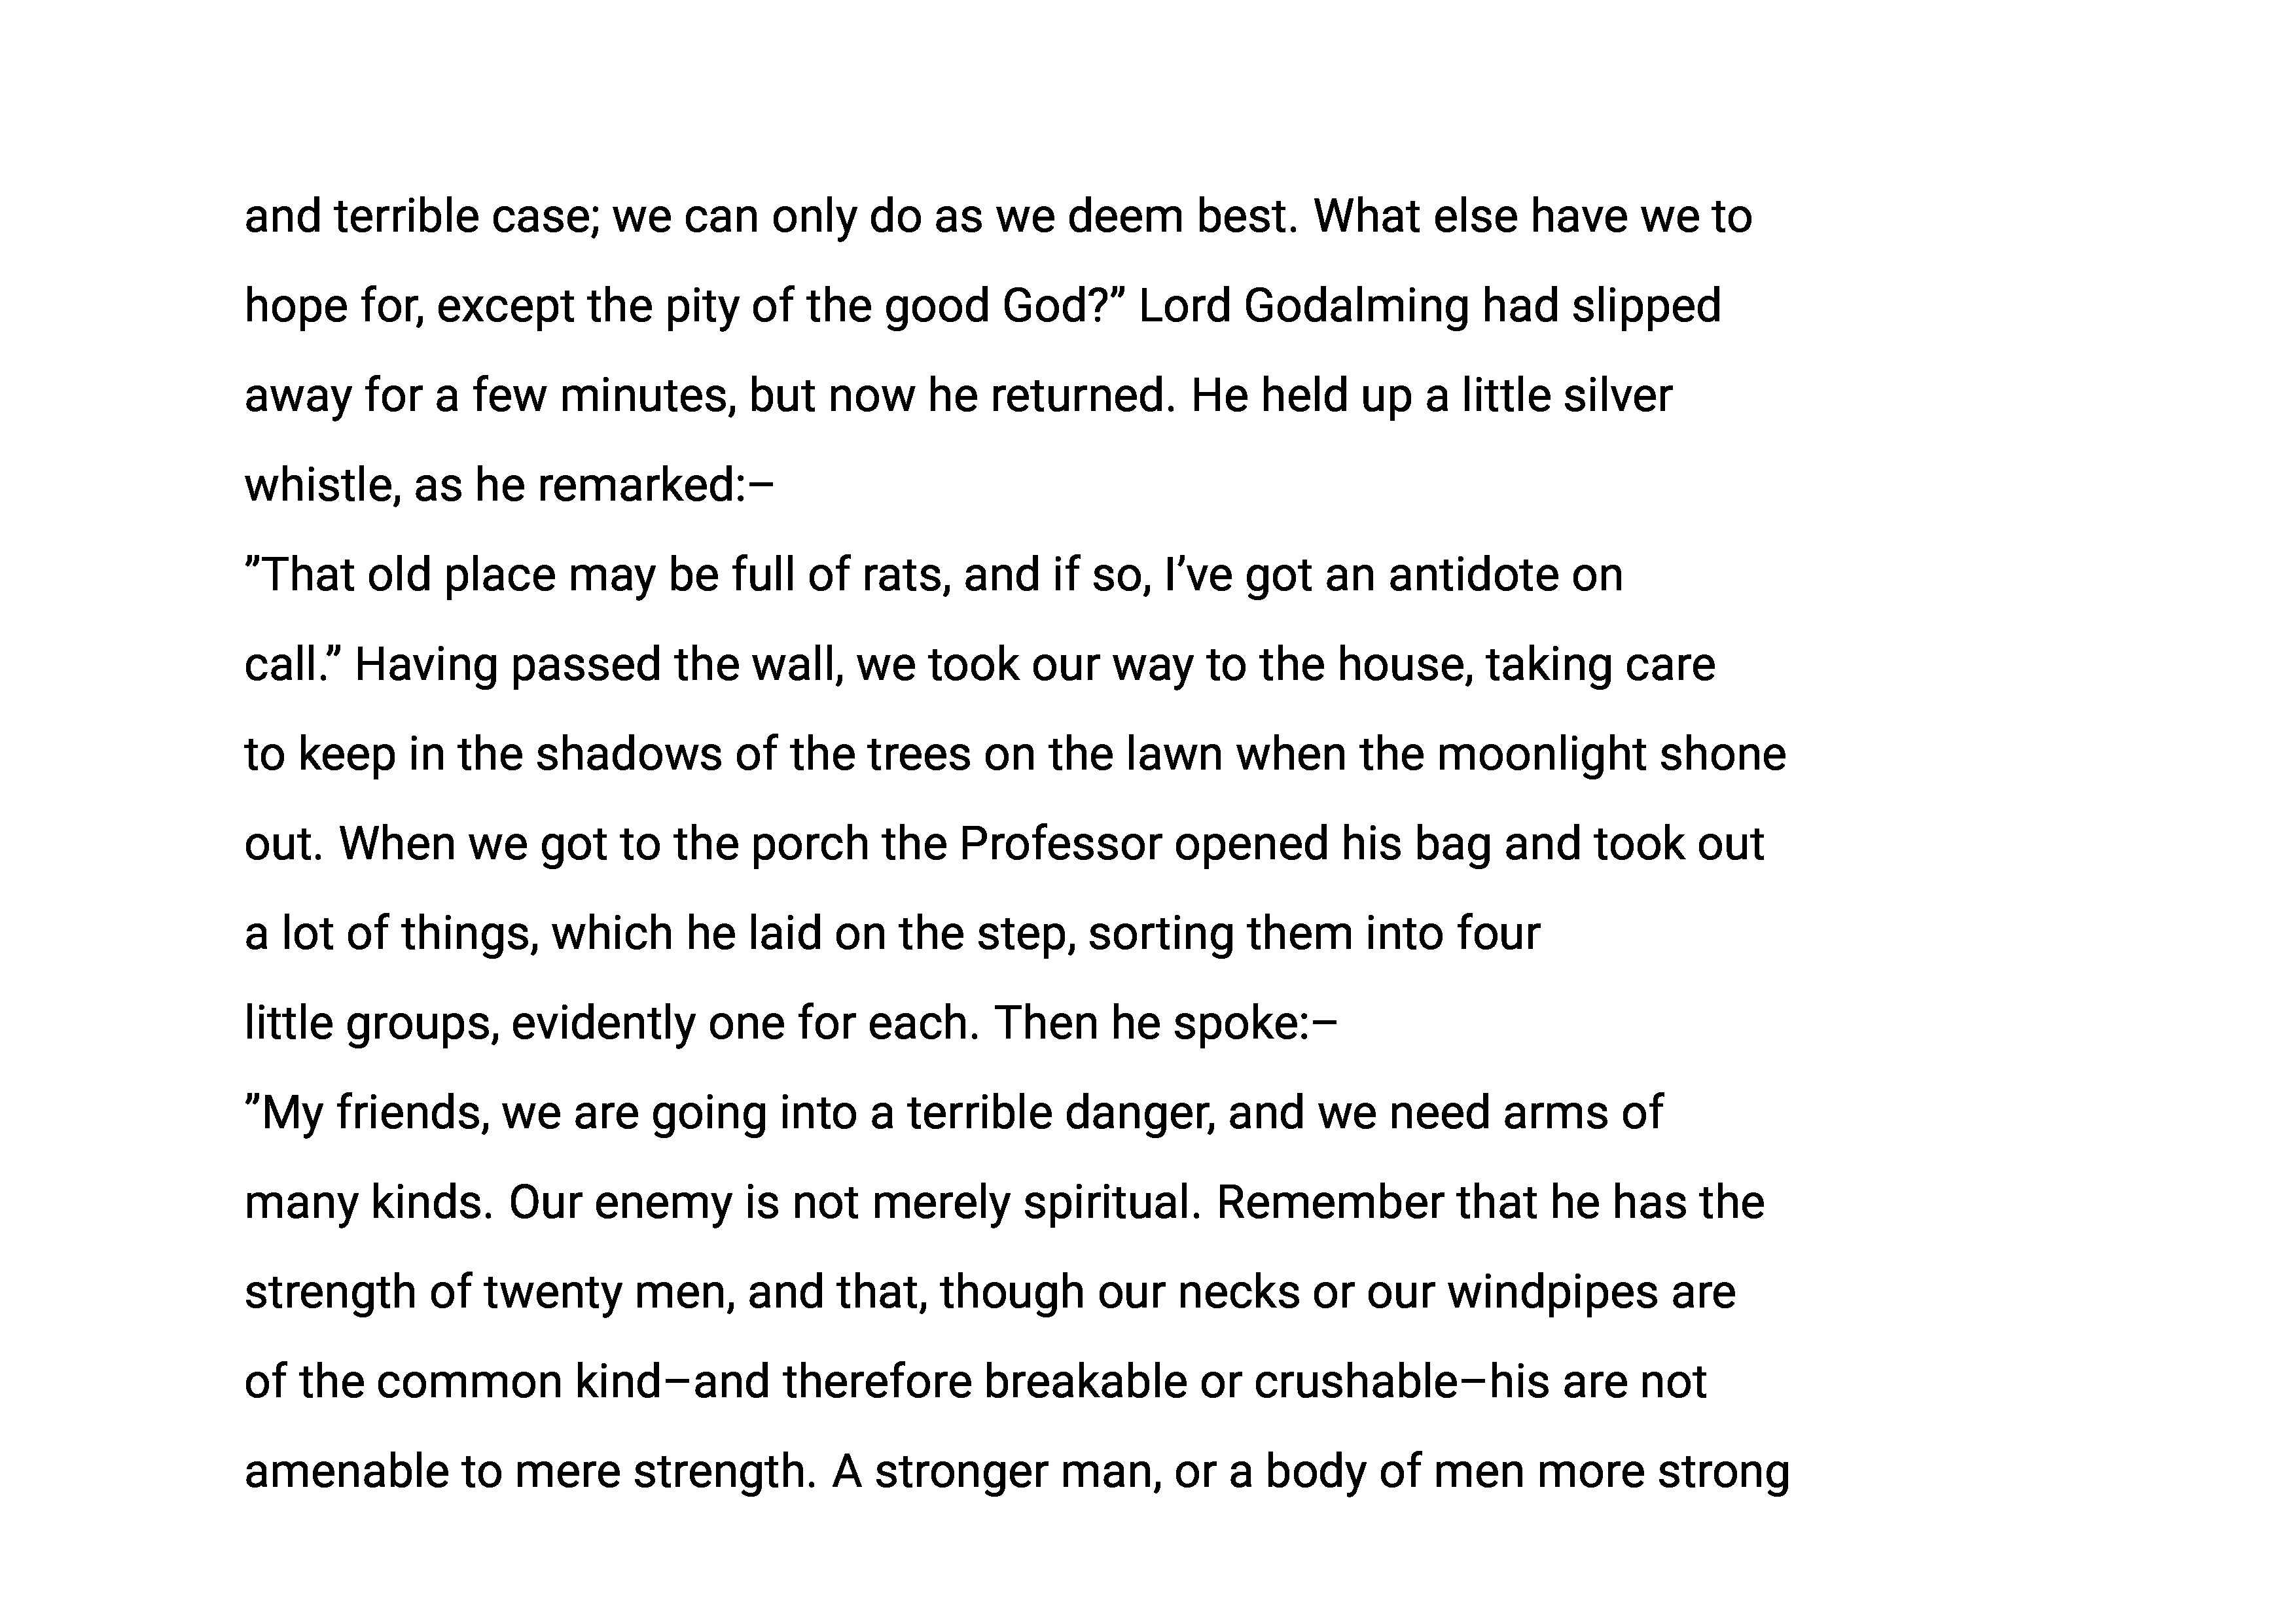 and terrible case; we can only do as we deem best. What else have we to
hope for, except the pity of the good God?” Lord Godalming had slipped
away for a few minutes, but now he returned. He held up a little silver
whistle, as he remarked:–
”That old place may be full of rats, and if so, I’ve got an antidote on
call.” Having passed the wall, we took our way to the house, taking care
to keep in the shadows of the trees on the lawn when the moonlight shone
out. When we got to the porch the Professor opened his bag and took out
a lot of things, which he laid on the step, sorting them into four
little groups, evidently one for each. Then he spoke:–
”My friends, we are going into a terrible danger, and we need arms of
many kinds. Our enemy is not merely spiritual. Remember that he has the
strength of twenty men, and that, though our necks or our windpipes are
of the common kind–and therefore breakable or crushable–his are not
amenable to mere strength. A stronger man, or a body of men more strong